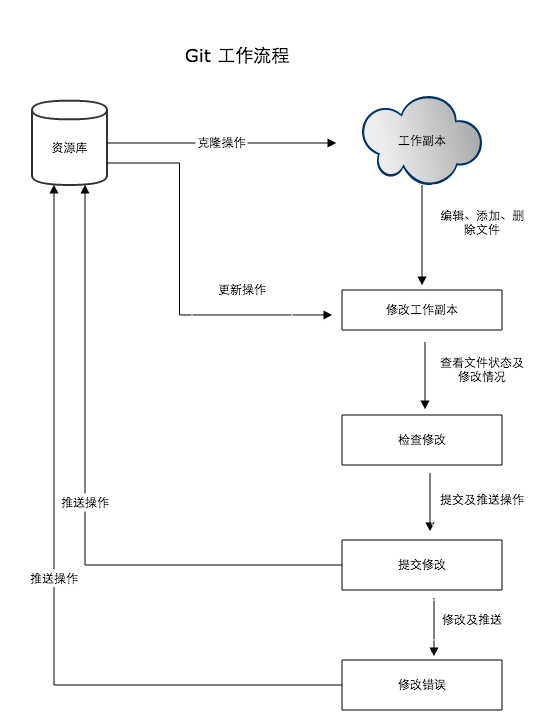 Git 工作流程
资源库
克隆操作
工作副本
编辑、添加、删
除文件
更新操作
修改工作副本
查看文件状态及
修改情况
检查修改
推送操作
提交及推送操作
提交修改
推送操作
修改及推送
修改错误